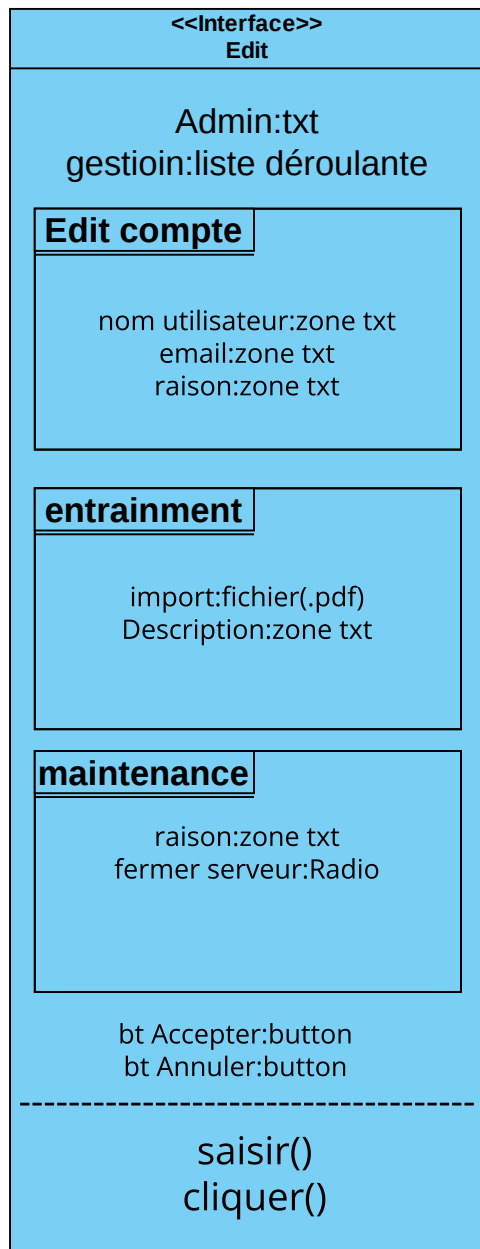 <<Interface>>
Edit
Admin:txt
gestioin:liste déroulante
Edit compte
nom utilisateur:zone txt
email:zone txt
raison:zone txt
entrainment
import:fichier(.pdf)
Description:zone txt
maintenance
raison:zone txt
fermer serveur:Radio
bt Accepter:button
bt Annuler:button
saisir()
cliquer()